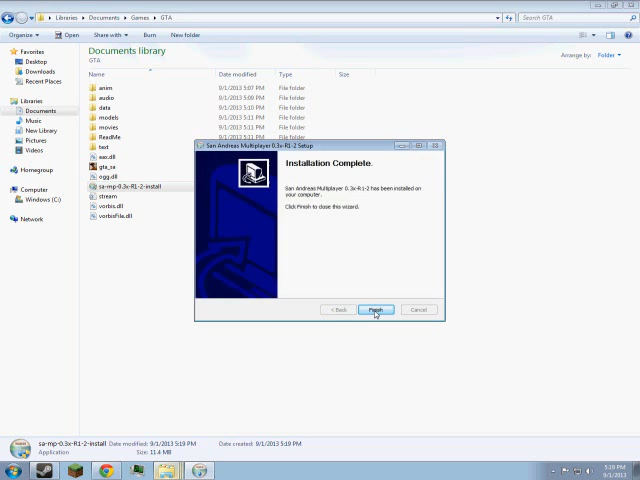 Libraries ▸ Documents ▸ Games ▸ GTA
Search GTA
Organize
Open
Share with
Burn
New folder
Favorites
Desktop
Downloads
Recent Places
Libraries
Documents
Music
New Library
Pictures
Videos
Homegroup
Computer
Windows (C:)
Network
Documents library
GTA
Arrange by: Folder
Name Date modified Type Size
anim 9/1/2013 5:07 PM File folder
audio 9/1/2013 5:09 PM File folder
data 9/1/2013 5:10 PM File folder
models 9/1/2013 5:11 PM File folder
movies 9/1/2013 5:11 PM File folder
ReadMe 9/1/2013 5:11 PM File folder
text
eax.dll
gta_sa
ogg.dll
sa-mp-0.3x-R1-2-install
stream
vorbis.dll
vorbisFile.dll
San Andreas Multiplayer 0.3x-R1-2 Setup
Installation Complete.
San Andreas Multiplayer 0.3x-R1-2 has been installed on
your computer.
Click Finish to close this wizard.
< Back
Finish
Cancel
sa-mp-0.3x-R1-2-install Date modified: 9/1/2013 5:19 PM Date created: 9/1/2013 5:19 PM
Application Size: 11.4 MB
5:19 PM
9/1/2013